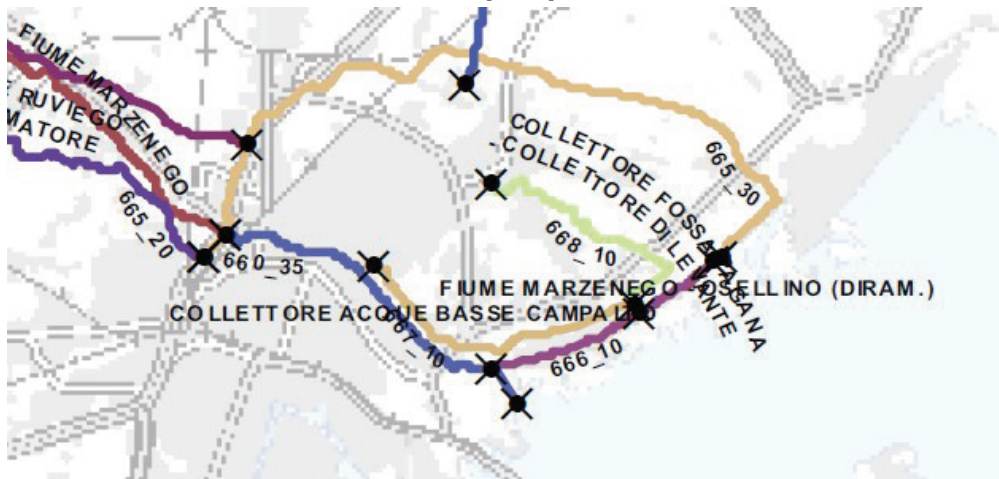 FIUME MARZENEGO
E RUVIEGO
MATORE
665_20
660_35
COLLETTORE FOSSA PAGANA
-COLLETTORE DI LEVANTE
665_30
668_10
FIUME MARZENEGO -OSELLINO (DIRAM.)
COLLETTORE ACQUE BASSE CAMPALTO
667_10
666_10